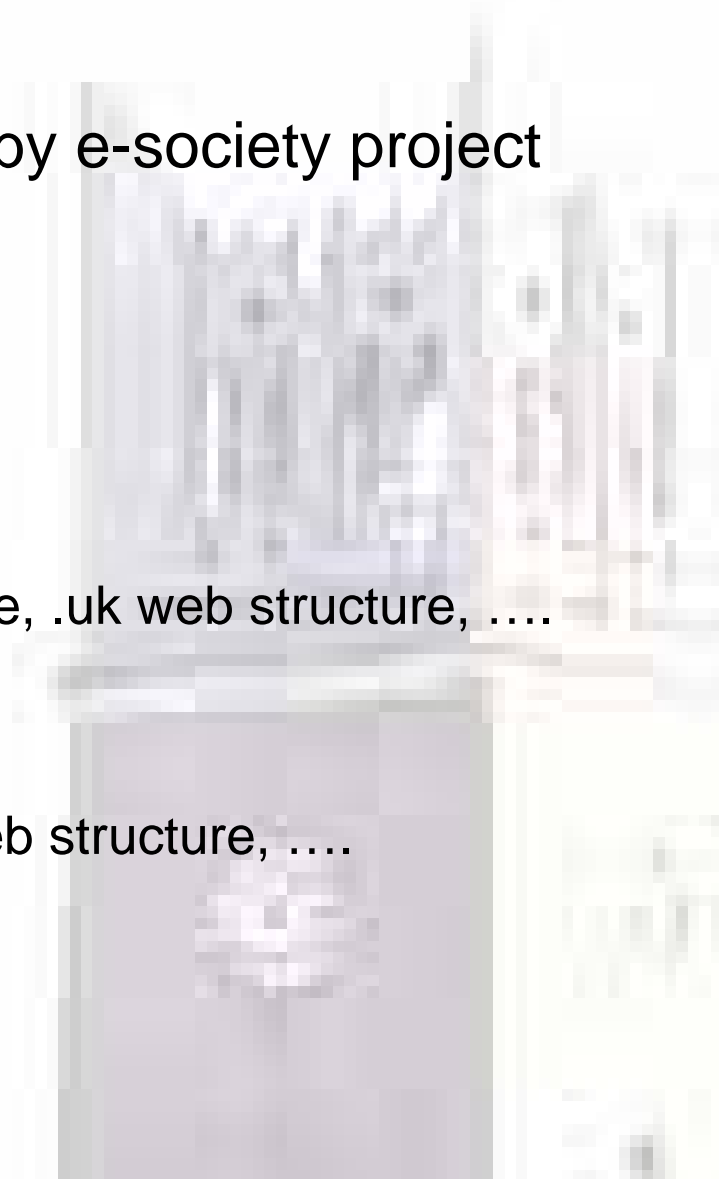 by e-society project
e, .uk web structure, ….
eb structure, ….